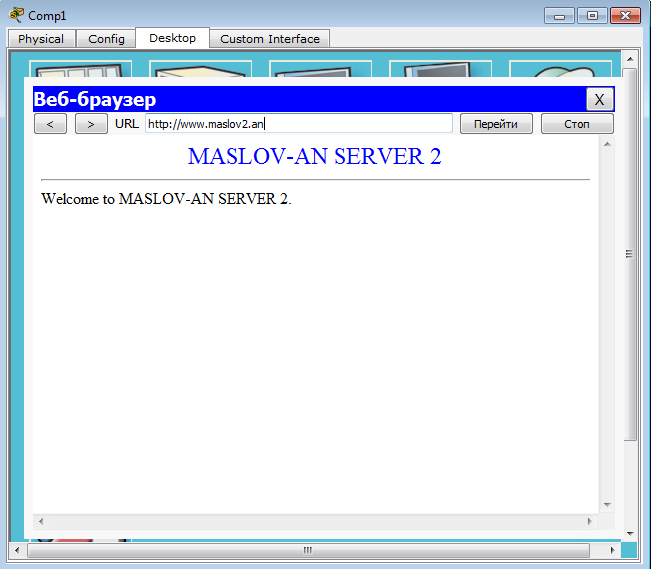 Comp1
Physical Config Desktop Custom Interface
Веб-браузер X
< > URL http://www.maslov2.an Перейти Стоп
MASLOV-AN SERVER 2
Welcome to MASLOV-AN SERVER 2.